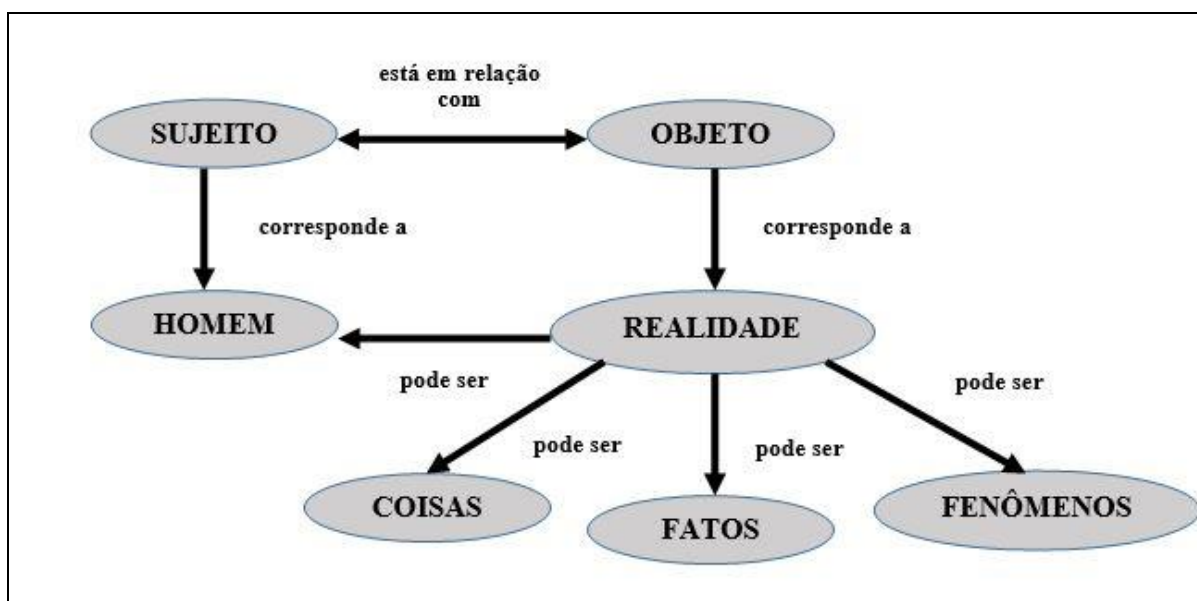 está em relação
com
SUJEITO
OBJETO
corresponde a
corresponde a
HOMEM
REALIDADE
pode ser
pode ser
pode ser
pode ser
COISAS
FATOS
FENÔMENOS